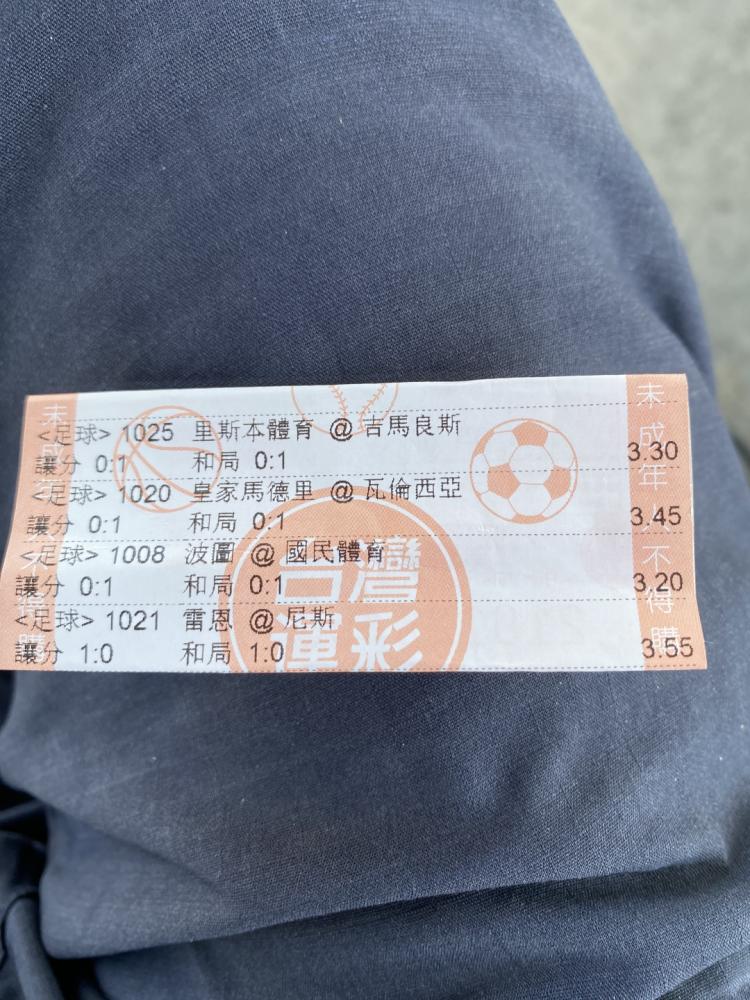 <足球> 1025 里斯本體育 @ 吉馬良斯
讓分 0:1 和局 0:1 3.30
<足球> 1020 皇家馬德里 @ 瓦倫西亞
讓分 0:1 和局 0:1 3.45
<足球> 1008 波圖 @ 國民體育
讓分 0:1 和局 0:1 3.20
<足球> 1021 雷恩 @ 尼斯
讓分 1:0 和局 1:0 3.55
台灣
運彩
未成年人不得購